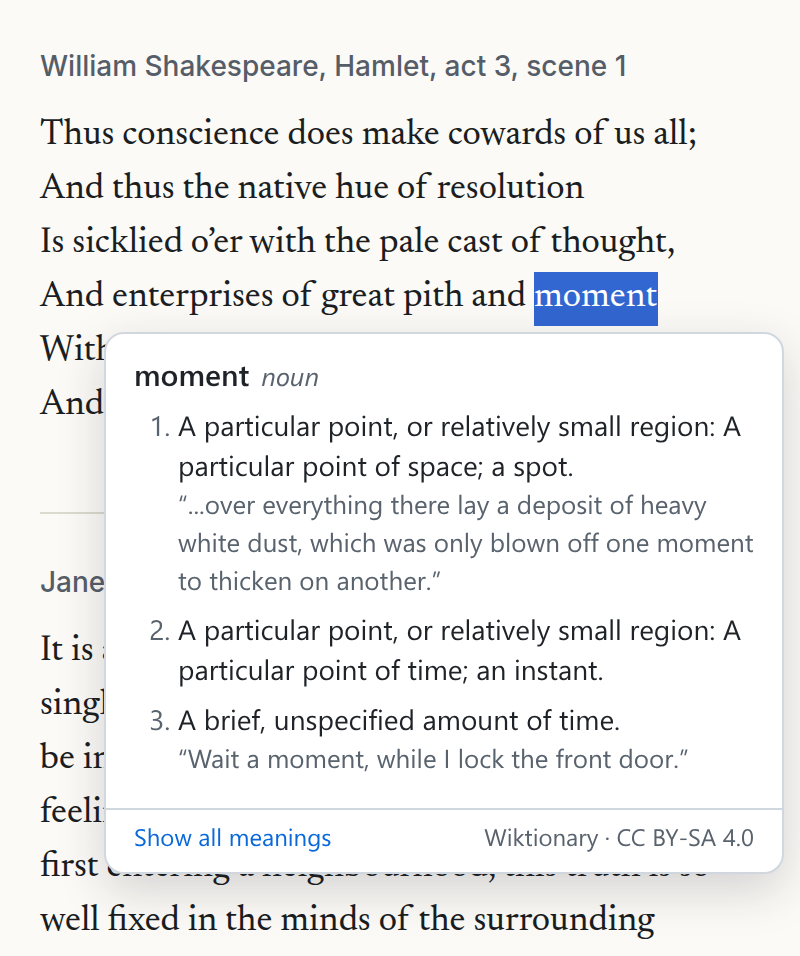 William Shakespeare, Hamlet, act 3, scene 1
Thus conscience does make cowards of us all;
And thus the native hue of resolution
Is sicklied o’er with the pale cast of thought,
And enterprises of great pith and moment
And
moment noun
1. A particular point, or relatively small region: A
particular point of space; a spot.
“...over everything there lay a deposit of heavy
white dust, which was only blown off one moment
to thicken on another.”
2. A particular point, or relatively small region: A
particular point of time; an instant.
3. A brief, unspecified amount of time.
“Wait a moment, while I lock the front door.”
Show all meanings
Wiktionary · CC BY-SA 4.0
Jane
It is
be
first
well fixed in the minds of the surrounding